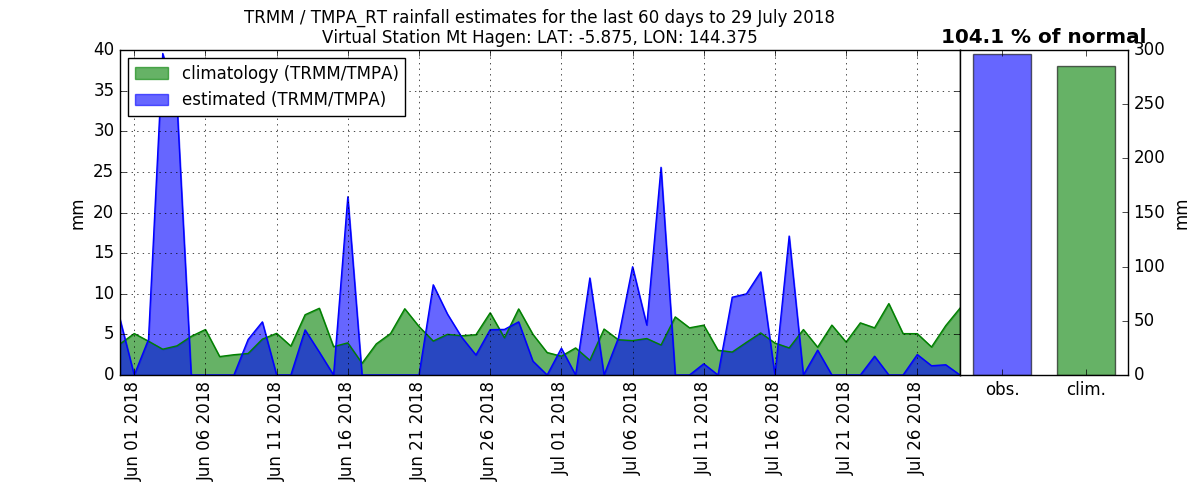 TRMM / TMPA_RT rainfall estimates for the last 60 days to 29 July 2018
Virtual Station Mt Hagen: LAT: -5.875, LON: 144.375
104.1 % of normal
climatology (TRMM/TMPA)
estimated (TRMM/TMPA)
40
35
30
25
20
15
10
5
0
mm
Jun 01 2018
Jun 06 2018
Jun 11 2018
Jun 16 2018
Jun 21 2018
Jun 26 2018
Jul 01 2018
Jul 06 2018
Jul 11 2018
Jul 16 2018
Jul 21 2018
Jul 26 2018
obs.
clim.
300
250
200
150
100
50
0
mm